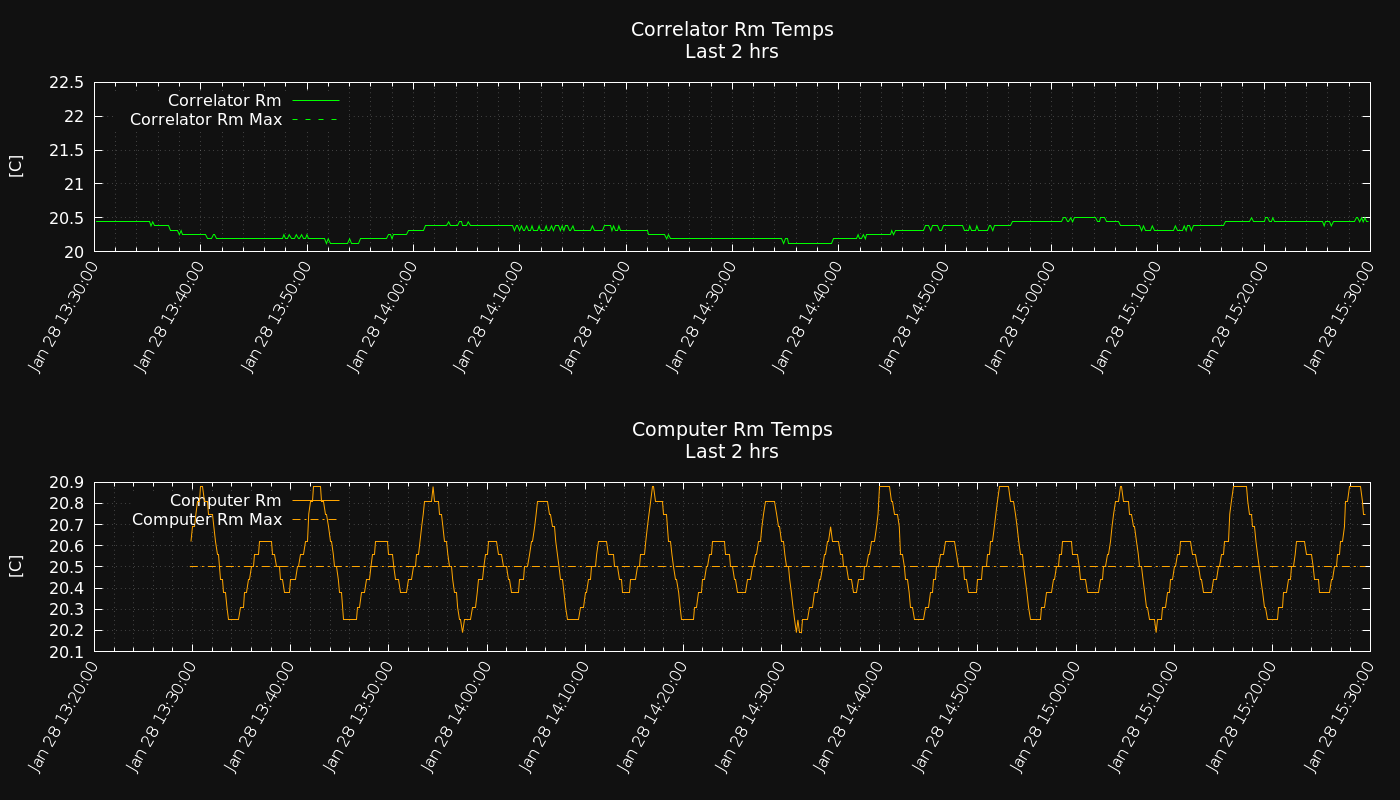 Correlator Rm Temps
Last 2 hrs
22.5
22
21.5
21
20.5
20
[C]
Correlator Rm
Correlator Rm Max
Jan 28 13:30:00
Jan 28 13:40:00
Jan 28 13:50:00
Jan 28 14:00:00
Jan 28 14:10:00
Jan 28 14:20:00
Jan 28 14:30:00
Jan 28 14:40:00
Jan 28 14:50:00
Jan 28 15:00:00
Jan 28 15:10:00
Jan 28 15:20:00
Jan 28 15:30:00
Computer Rm Temps
Last 2 hrs
20.9
20.8
20.7
20.6
20.5
20.4
20.3
20.2
20.1
[C]
Computer Rm
Computer Rm Max
Jan 28 13:20:00
Jan 28 13:30:00
Jan 28 13:40:00
Jan 28 13:50:00
Jan 28 14:00:00
Jan 28 14:10:00
Jan 28 14:20:00
Jan 28 14:30:00
Jan 28 14:40:00
Jan 28 14:50:00
Jan 28 15:00:00
Jan 28 15:10:00
Jan 28 15:20:00
Jan 28 15:30:00